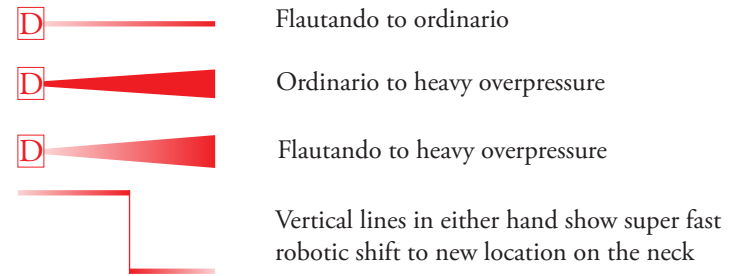 D Flautando to ordinario
D Ordinario to heavy overpressure
D Flautando to heavy overpressure
Vertical lines in either hand show super fast
robotic shift to new location on the neck